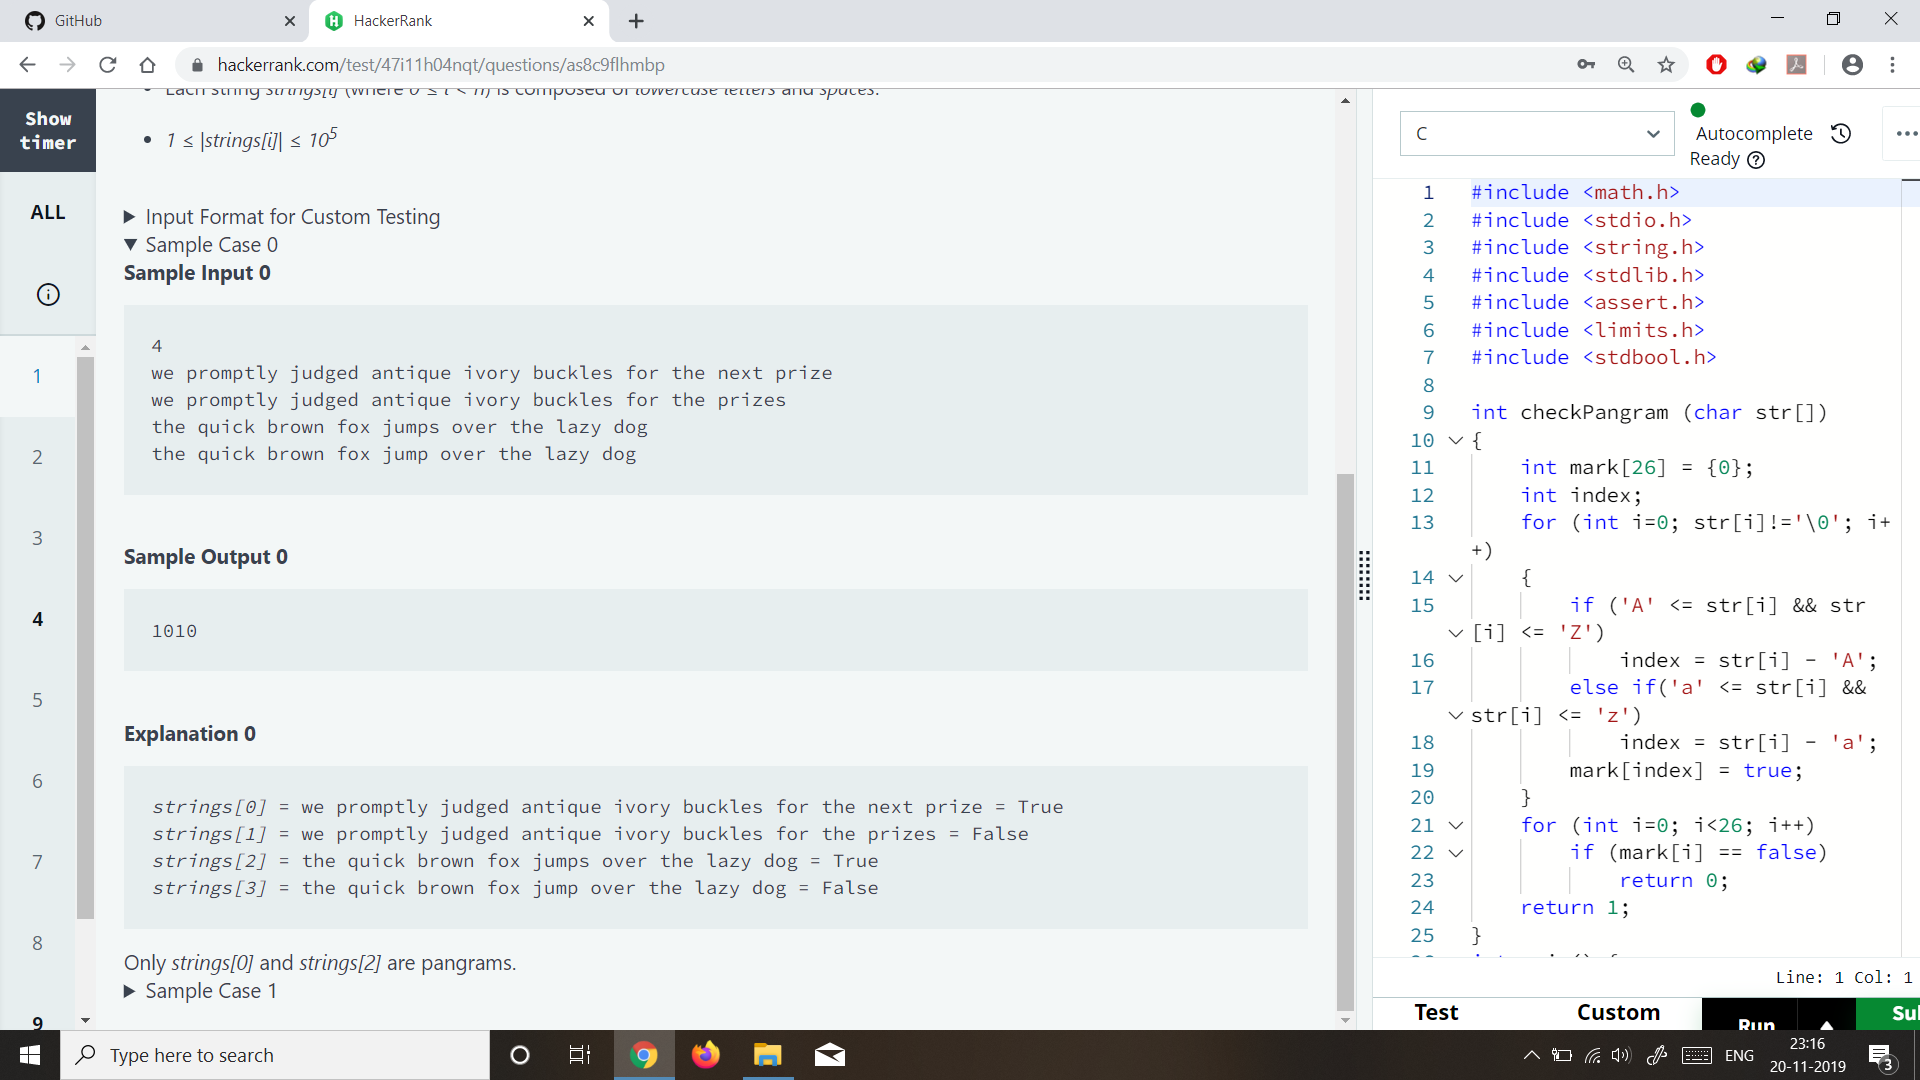 GitHub
HackerRank
hackerrank.com/test/47i11h04nqt/questions/as8c9flhmbp
Show timer
ALL
1
2
3
4
5
6
7
8
9
Each string strings[i] (where 0 ≤ i < n) is composed of lowercase letters and spaces.
1 ≤ |strings[i]| ≤ 10^5
Input Format for Custom Testing
Sample Case 0
Sample Input 0
4
we promptly judged antique ivory buckles for the next prize
we promptly judged antique ivory buckles for the prizes
the quick brown fox jumps over the lazy dog
the quick brown fox jump over the lazy dog
Sample Output 0
1010
Explanation 0
strings[0] = we promptly judged antique ivory buckles for the next prize = True
strings[1] = we promptly judged antique ivory buckles for the prizes = False
strings[2] = the quick brown fox jumps over the lazy dog = True
strings[3] = the quick brown fox jump over the lazy dog = False
Only strings[0] and strings[2] are pangrams.
Sample Case 1
C
Autocomplete
Ready
1 #include <math.h>
2 #include <stdio.h>
3 #include <string.h>
4 #include <stdlib.h>
5 #include <assert.h>
6 #include <limits.h>
7 #include <stdbool.h>
8
9 int checkPangram (char str[])
10 {
11 int mark[26] = {0};
12 int index;
13 for (int i=0; str[i]!='\0'; i+
+)
14 {
15 if ('A' <= str[i] && str
[i] <= 'Z')
16 index = str[i] - 'A';
17 else if('a' <= str[i] &&
str[i] <= 'z')
18 index = str[i] - 'a';
19 mark[index] = true;
20 }
21 for (int i=0; i<26; i++)
22 if (mark[i] == false)
23 return 0;
24 return 1;
25 }
Line: 1 Col: 1
Test
Custom
Run
Su
Type here to search
ENG
23:16
20-11-2019
3